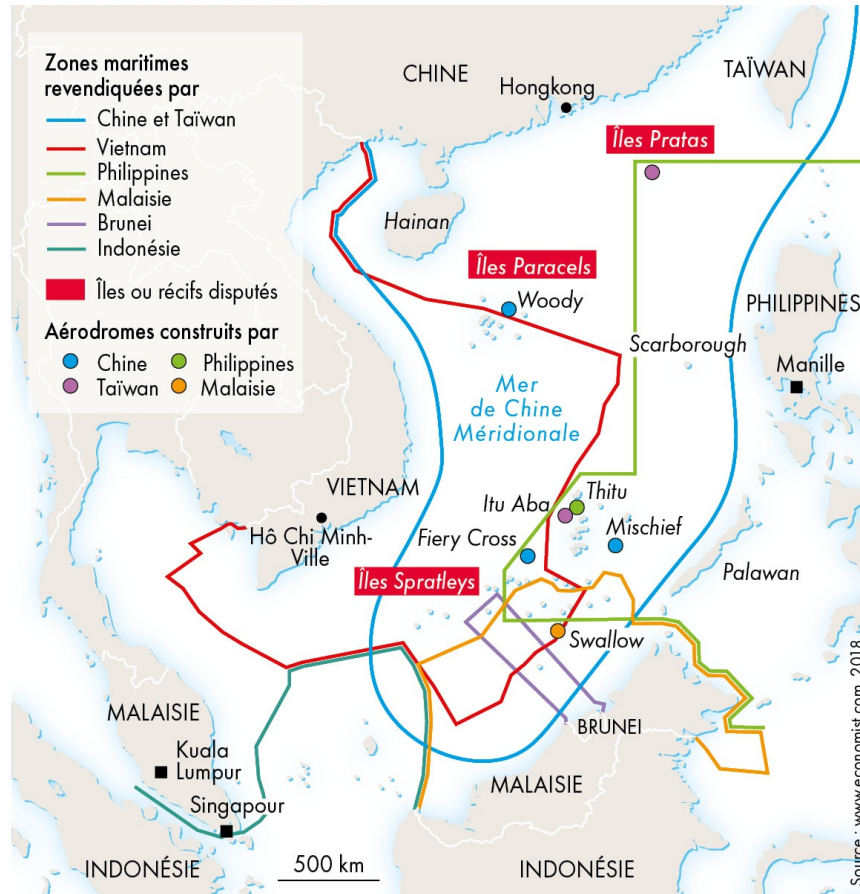 Zones maritimes
revendiquées par
Chine et Taïwan
Vietnam
Philippines
Malaisie
Brunei
Indonésie
Îles ou récifs disputés
Aérodromes construits par
Chine
Philippines
Taïwan
Malaisie
CHINE
Hongkong
TAÏWAN
Îles Pratas
Hainan
Îles Paracels
Woody
PHILIPPINES
Scarborough
Manille
Mer
de Chine
Méridionale
VIETNAM
Hô Chi Minh-
Ville
Itu Aba
Thitu
Fiery Cross
Mischief
Îles Spratleys
Palawan
Swallow
MALAISIE
Kuala
Lumpur
Singapour
BRUNEI
MALAISIE
INDONÉSIE
500 km
INDONÉSIE
Source : www.economist.com, 2018